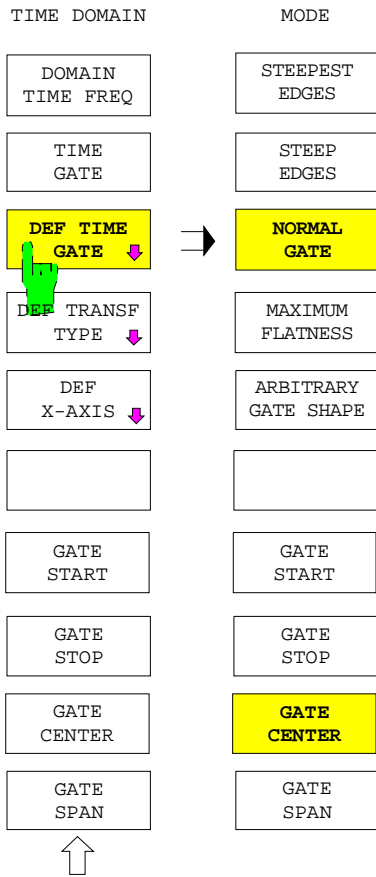 TIME DOMAIN
DOMAIN
TIME FREQ
TIME
GATE
DEF TIME
GATE
DEF TRANSF
TYPE
DEF
X-AXIS
GATE
START
GATE
STOP
GATE
CENTER
GATE
SPAN
MODE
STEEPEST
EDGES
STEEP
EDGES
NORMAL
GATE
MAXIMUM
FLATNESS
ARBITRARY
GATE SHAPE
GATE
START
GATE
STOP
GATE
CENTER
GATE
SPAN